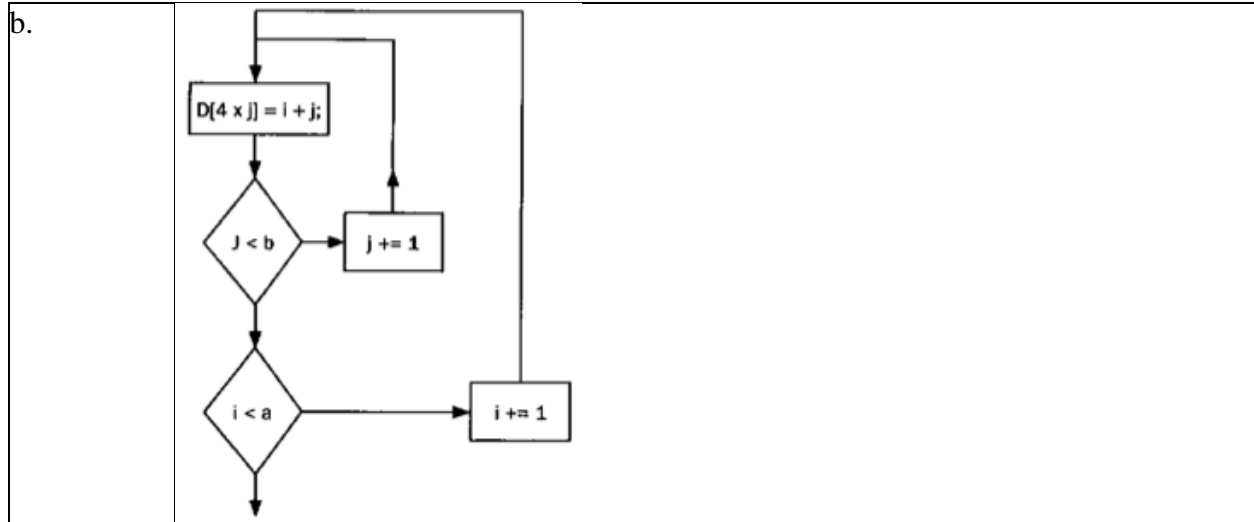 b.
D[4 x j] = i + j;
J < b
j += 1
i < a
i += 1